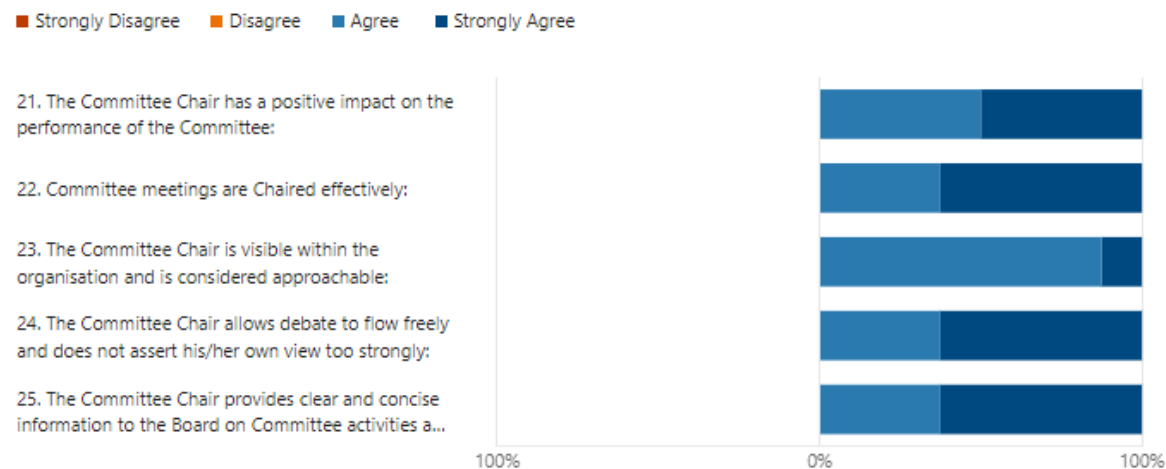 Strongly Disagree Disagree Agree Strongly Agree
21. The Committee Chair has a positive impact on the
performance of the Committee:
22. Committee meetings are Chaired effectively:
23. The Committee Chair is visible within the
organisation and is considered approachable:
24. The Committee Chair allows debate to flow freely
and does not assert his/her own view too strongly:
25. The Committee Chair provides clear and concise
information to the Board on Committee activities a...
100% 0% 100%